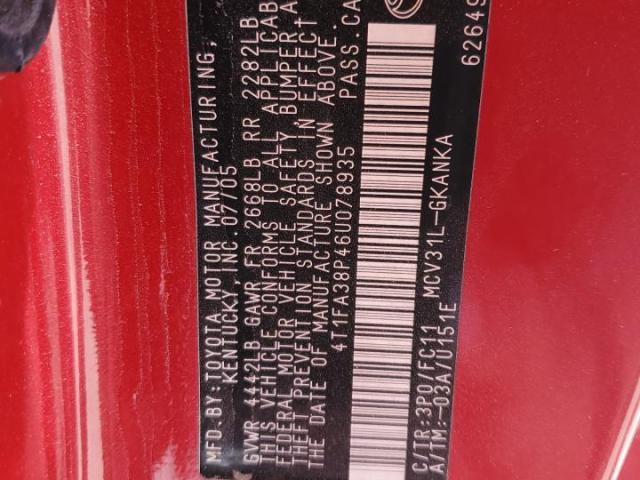 MFD.BY:TOYOTA MOTOR MANUFACTURING,
KENTUCKY, INC. 07/05
GVWR 4442LB GAWR FR 2668LB RR 2282LB
THIS VEHICLE CONFORMS TO ALL APPLICAB
FEDERAL MOTOR VEHICLE SAFETY BUMPER A
THEFT PREVENTION STANDARDS IN EFFECT
THE DATE OF MANUFACTURE SHOWN ABOVE.
4T1FA38P46U078935 PASS.CA
C/TR:3P0/FC11 MCV31L-GKANKA
A/TM:-03A/U151E 62649